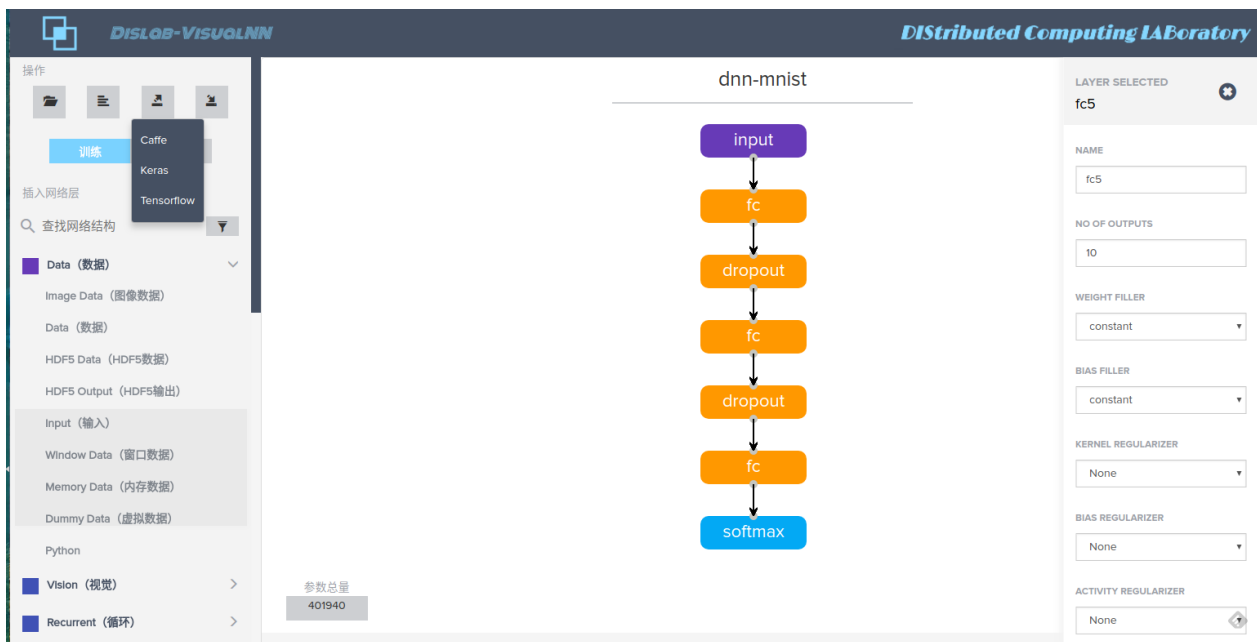 DISLAB-VISUALNN
DIStributed Computing LABoratory
操作
Caffe
Keras
Tensorflow
训练
插入网络层
查找网络结构
Data（数据）
Image Data（图像数据）
Data（数据）
HDF5 Data（HDF5数据）
HDF5 Output（HDF5输出）
Input（输入）
Window Data（窗口数据）
Memory Data（内存数据）
Dummy Data（虚拟数据）
Python
Vision（视觉）
Recurrent（循环）
dnn-mnist
input
fc
dropout
fc
dropout
fc
softmax
参数总量
401940
LAYER SELECTED
fc5
NAME
fc5
NO OF OUTPUTS
10
WEIGHT FILLER
constant
BIAS FILLER
constant
KERNEL REGULARIZER
None
BIAS REGULARIZER
None
ACTIVITY REGULARIZER
None